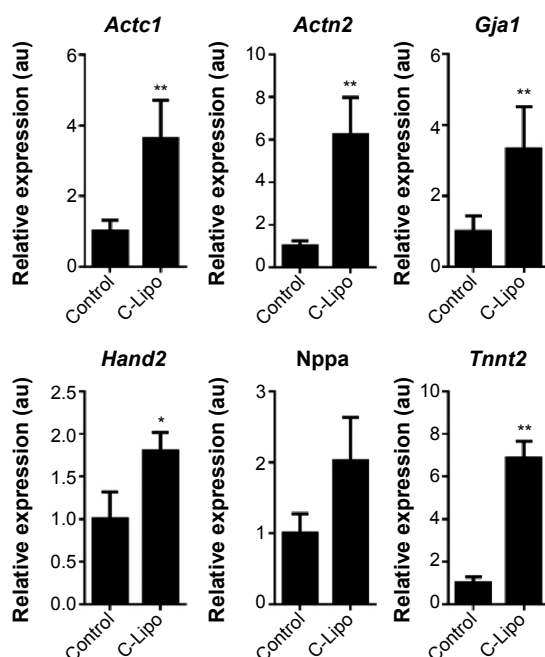 Actc1
Relative expression (au)
6
4
2
0
**
Control
C-Lipo
Actn2
Relative expression (au)
10
8
6
4
2
0
**
Control
C-Lipo
Gja1
Relative expression (au)
6
4
2
0
**
Control
C-Lipo
Hand2
Relative expression (au)
2.5
2.0
1.5
1.0
0.5
0.0
*
Control
C-Lipo
Nppa
Relative expression (au)
3
2
1
0
Control
C-Lipo
Tnnt2
Relative expression (au)
10
8
6
4
2
0
**
Control
C-Lipo